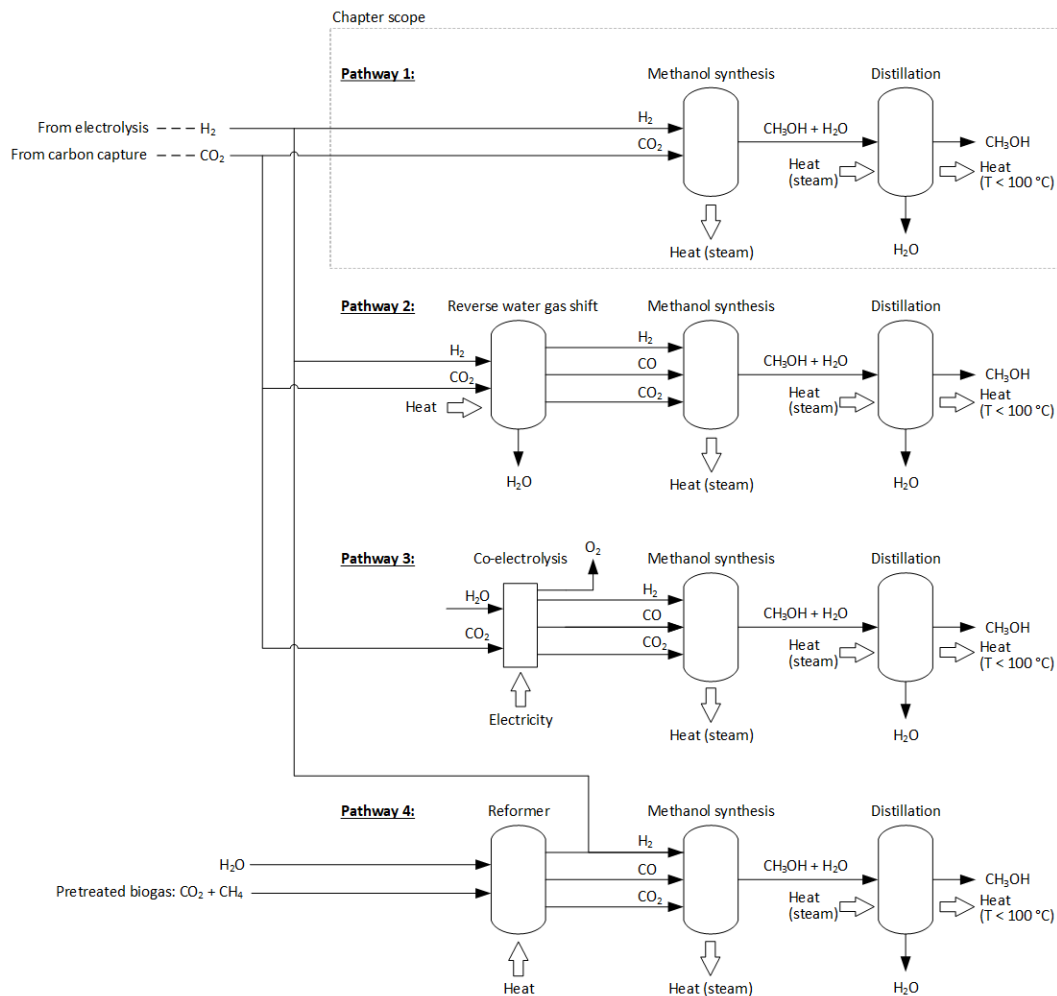 Chapter scope
Pathway 1:
Methanol synthesis
Distillation
From electrolysis
H₂
H₂
CH₃OH + H₂O
From carbon capture
CO₂
CO₂
CH₃OH
Heat
(steam)
Heat
(T < 100 °C)
Heat (steam)
H₂O
Pathway 2:
Reverse water gas shift
Methanol synthesis
Distillation
H₂
H₂
CH₃OH + H₂O
CO₂
CO
CH₃OH
Heat
CO₂
Heat
(steam)
Heat
(T < 100 °C)
H₂O
Heat (steam)
H₂O
Pathway 3:
Co-electrolysis
O₂
Methanol synthesis
Distillation
H₂O
H₂
CO
CH₃OH + H₂O
CO₂
CO₂
CH₃OH
Heat
(steam)
Heat
(T < 100 °C)
Electricity
Heat (steam)
H₂O
Pathway 4:
Reformer
Methanol synthesis
Distillation
H₂
H₂O
CO
CH₃OH + H₂O
Pretreated biogas: CO₂ + CH₄
CO₂
CH₃OH
Heat
(steam)
Heat
(T < 100 °C)
Heat
Heat (steam)
H₂O